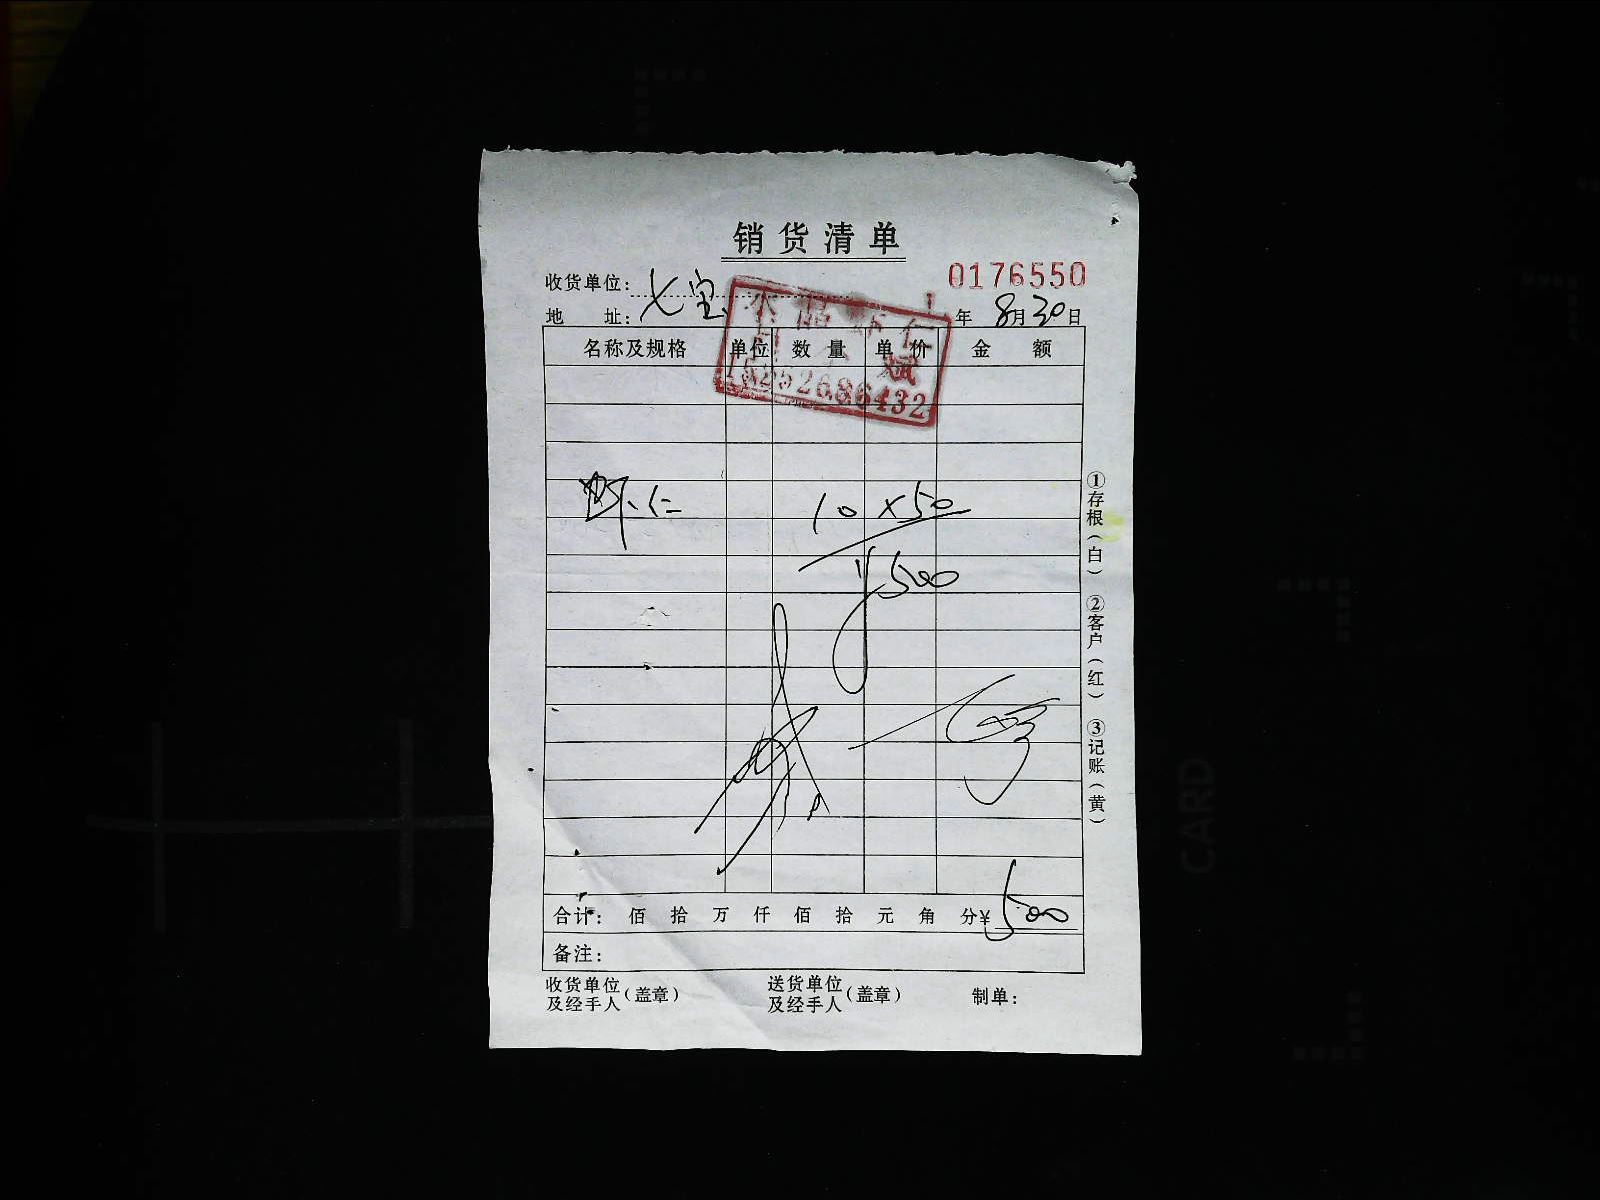 销货清单
0176550
收货单位：七宝
地 址：
年 8月30日
名称及规格 单位 数量 单价 金额
虾仁 10×50
¥500
合计： 佰 拾 万 仟 佰 拾 元 角 分¥500
备注：
收货单位及经手人（盖章）
送货单位及经手人（盖章）
制单：
①存根（白） ②客户（红） ③记账（黄）
CARD